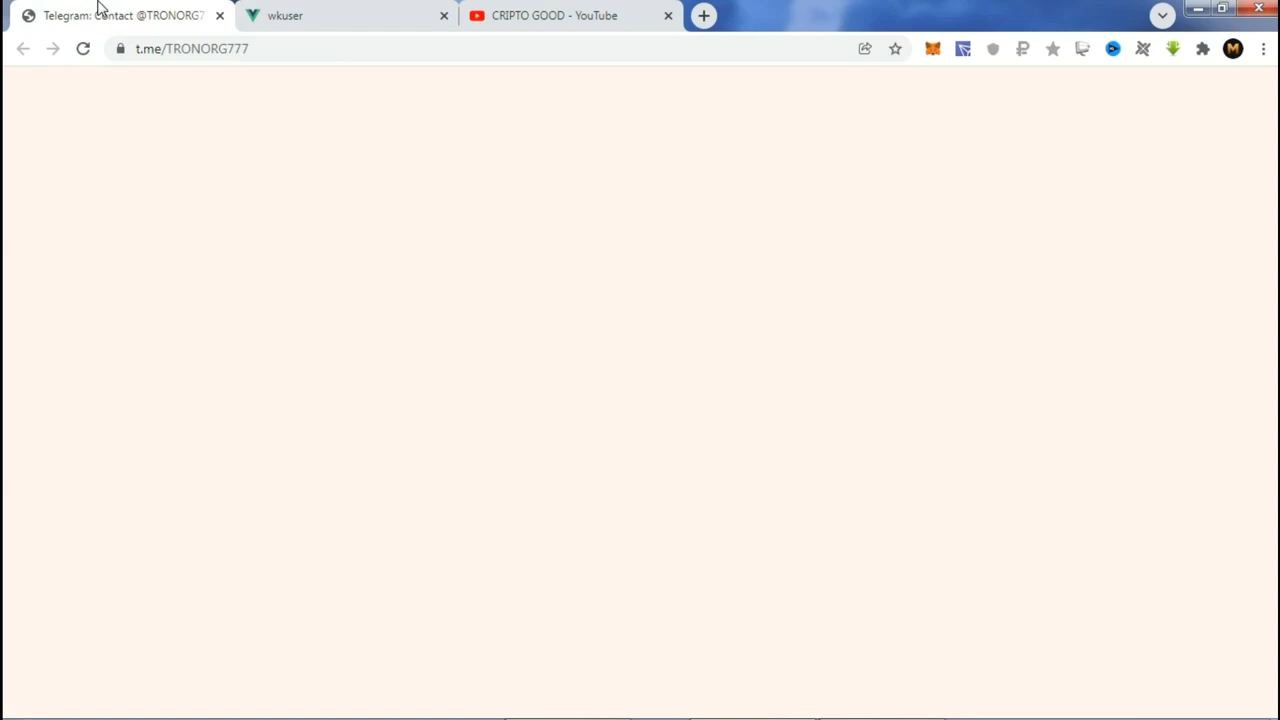 Telegram: Contact @TRONORG7
wkuser
CRIPTO GOOD - YouTube
t.me/TRONORG777
M